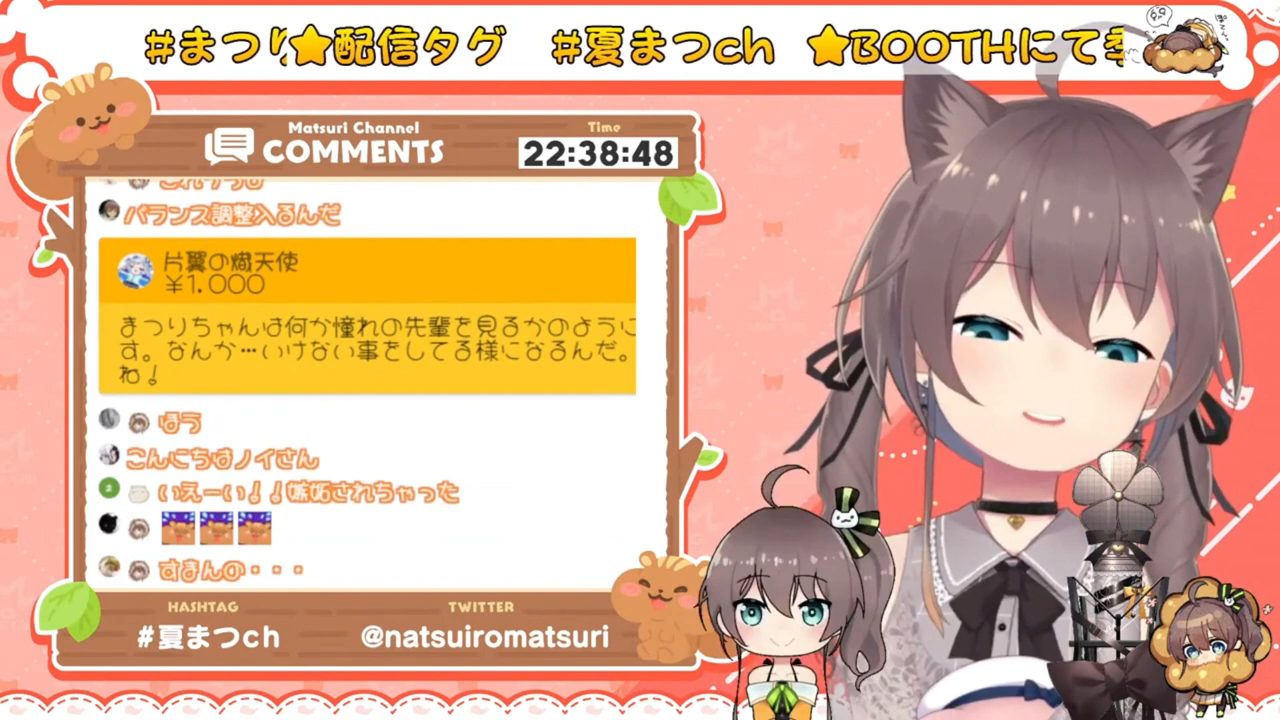 #まつり★配信タグ #夏まつch ★BOOTHにて
Matsuri Channel
COMMENTS
Time
22:38:48
バランス調整入るんだ
片翼の熾天使
¥1,000
まつりちゃんは何か憧れの先輩を見るかのように
す。なんか…いけない事をしてる様になるんだ。
ね!
ほう
こんにちはノイさん
いえーい!!嫉妬されちゃった
すまんの・・・
HASHTAG
#夏まつch
TWITTER
@natsuiromatsuri